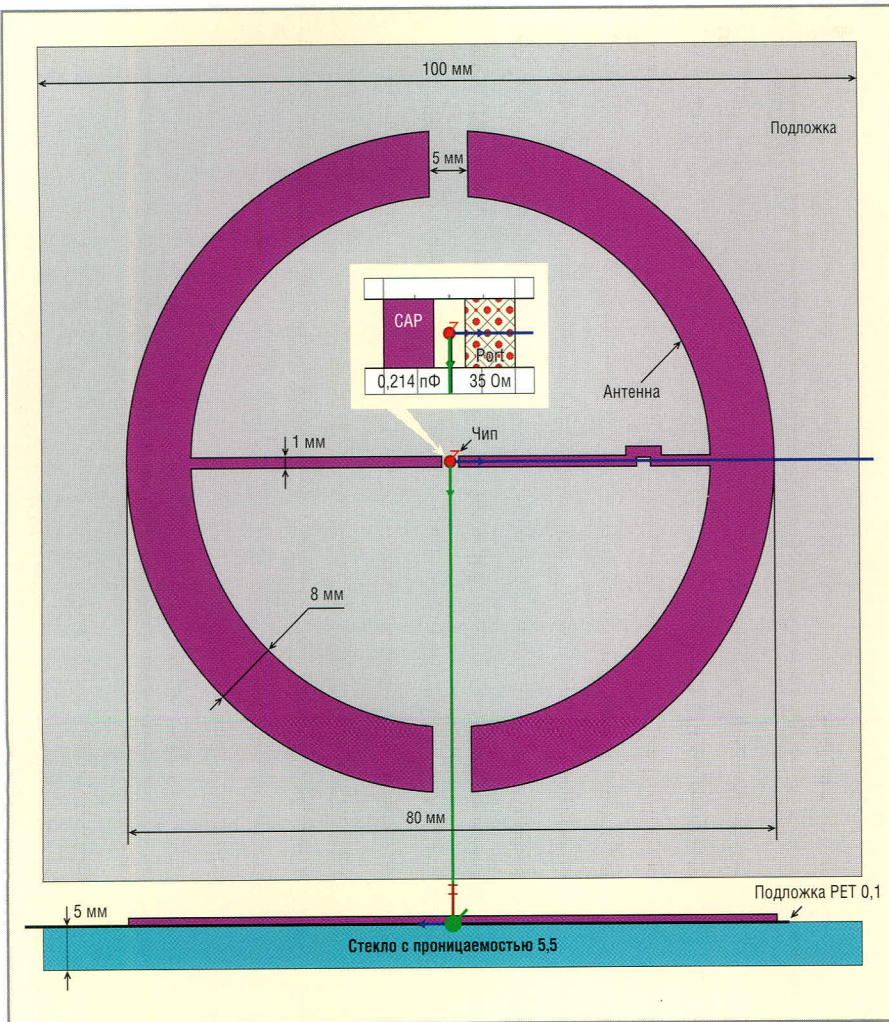 100 мм
Подложка
5 мм
CAP
Port
0,214 пФ
35 Ом
Антенна
Чип
1 мм
8 мм
80 мм
Подложка PET 0,1
5 мм
Стекло с проницаемостью 5,5